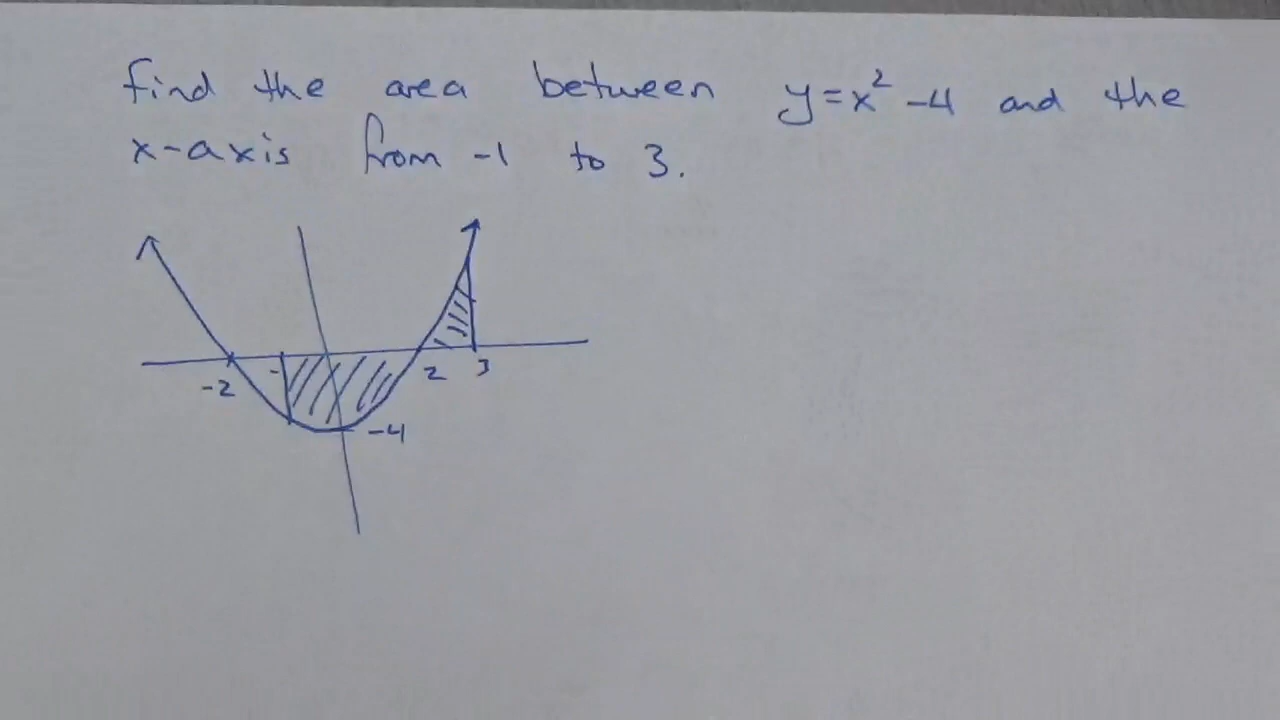 find the area between y=x² -4 and the
x-axis from -1 to 3.
-2 - 2 3
-4